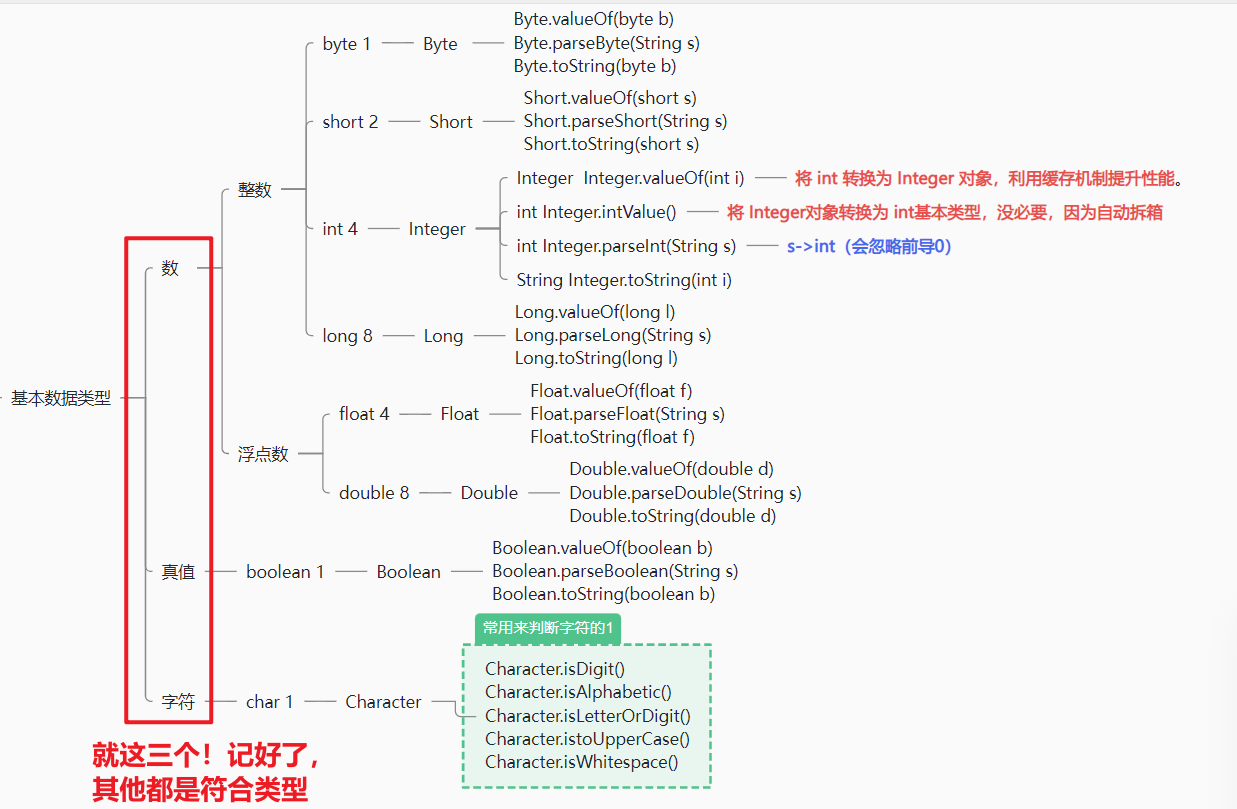 基本数据类型
数
整数
byte 1
Byte
Byte.valueOf(byte b)
Byte.parseByte(String s)
Byte.toString(byte b)
short 2
Short
Short.valueOf(short s)
Short.parseShort(String s)
Short.toString(short s)
int 4
Integer
Integer  Integer.valueOf(int i)
将 int 转换为 Integer 对象，利用缓存机制提升性能。
int Integer.intValue()
将 Integer对象转换为 int基本类型，没必要，因为自动拆箱
int Integer.parseInt(String s)
s->int（会忽略前导0）
String Integer.toString(int i)
long 8
Long
Long.valueOf(long l)
Long.parseLong(String s)
Long.toString(long l)
浮点数
float 4
Float
Float.valueOf(float f)
Float.parseFloat(String s)
Float.toString(float f)
double 8
Double
Double.valueOf(double d)
Double.parseDouble(String s)
Double.toString(double d)
真值
boolean 1
Boolean
Boolean.valueOf(boolean b)
Boolean.parseBoolean(String s)
Boolean.toString(boolean b)
字符
char 1
Character
常用来判断字符的1
Character.isDigit()
Character.isAlphabetic()
Character.isLetterOrDigit()
Character.istoUpperCase()
Character.isWhitespace()
就这三个！记好了，
其他都是符合类型